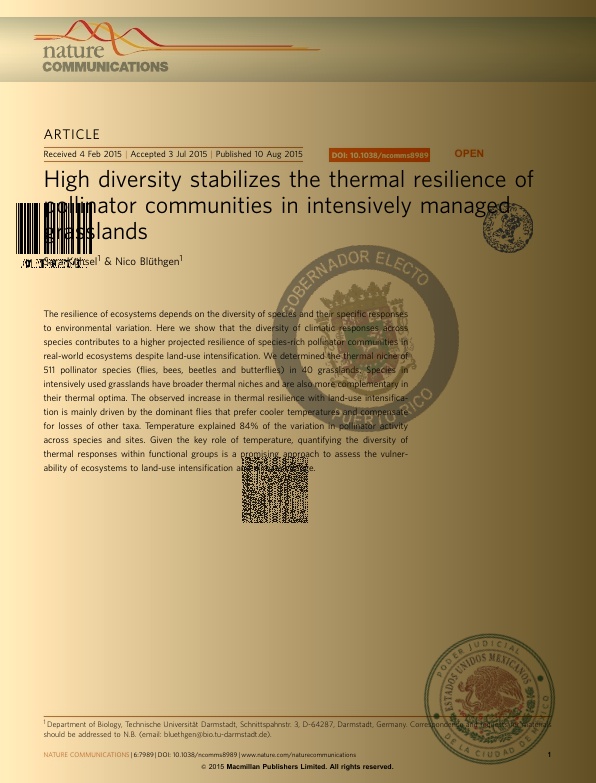 nature
COMMUNICATIONS
ARTICLE
Received 4 Feb 2015 | Accepted 3 Jul 2015 | Published 10 Aug 2015
DOI: 10.1038/ncomms8989
OPEN
High diversity stabilizes the thermal resilience of
pollinator communities in intensively managed
grasslands
& Nico Blüthgen1
The resilience of ecosystems depends on the diversity of species and their specific responses
to environmental variation. Here we show that the diversity of climatic responses across
species contributes to a higher projected resilience of species-rich pollinator communities in
real-world ecosystems despite land-use intensification. We determined the thermal niche of
511 pollinator species (flies, bees, beetles and butterflies) in 40 grasslands. Species in
intensively used grasslands have broader thermal niches and are also more complementary in
their thermal optima. The observed increase in thermal resilience with land-use intensifica-
tion is mainly driven by the dominant flies that prefer cooler temperatures and compensate
for losses of other taxa. Temperature explained 84% of the variation in pollinator activity
across species and sites. Given the key role of temperature, quantifying the diversity of
thermal responses within functional groups is a promising approach to assess the vulner-
ability of ecosystems to land-use intensification
GOBERNADOR ELECTO
PUERTO RICO
PODER JUDICIAL
ESTADOS UNIDOS MEXICANOS
DE LA CIUDAD DE MÉXICO
1 Department of Biology, Technische Universität Darmstadt, Schnittspahnstr. 3, D-64287, Darmstadt, Germany. Correspondence and requests for materials
should be addressed to N.B. (email: bluethgen@bio.tu-darmstadt.de).
NATURE COMMUNICATIONS | 6:7989 | DOI: 10.1038/ncomms8989 | www.nature.com/naturecommunications
1
© 2015 Macmillan Publishers Limited. All rights reserved.